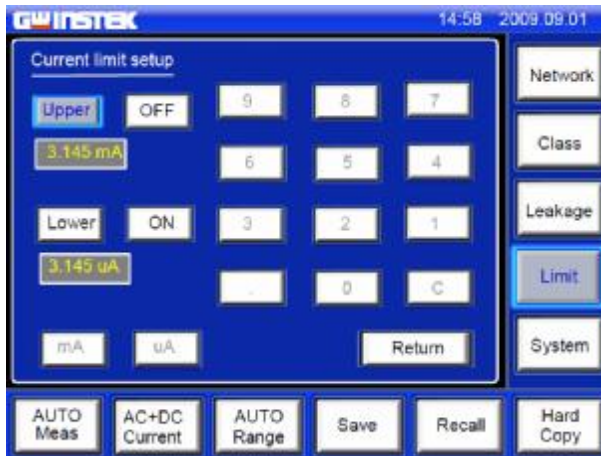 GWINSTEK 14:58 2009.09.01
Current limit setup
Upper OFF
3.145 mA
Lower ON
3.145 uA
mA uA
9 8 7
6 5 4
3 2 1
. 0 C
Return
Network
Class
Leakage
Limit
System
AUTO Meas
AC+DC Current
AUTO Range
Save
Recall
Hard Copy